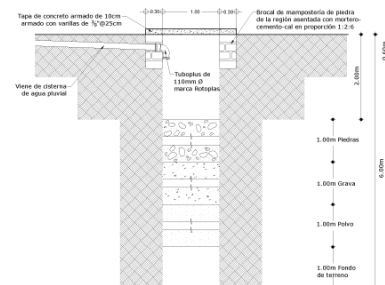 Tapa de concreto armado de 10cm
armado con varillas de ⅜"@25cm
0.30
1.00
0.30
Brocal de mampostería de piedra
de la región asentada con mortero-
cemento-cal en proporción 1:2:6
Viene de cisterna
de agua pluvial
Tuboplus de
110mm Ø
marca Rotoplas
2.00m
0.60m
6.00m
1.00m Piedras
1.00m Grava
1.00m Polvo
1.00m Fondo
de terreno